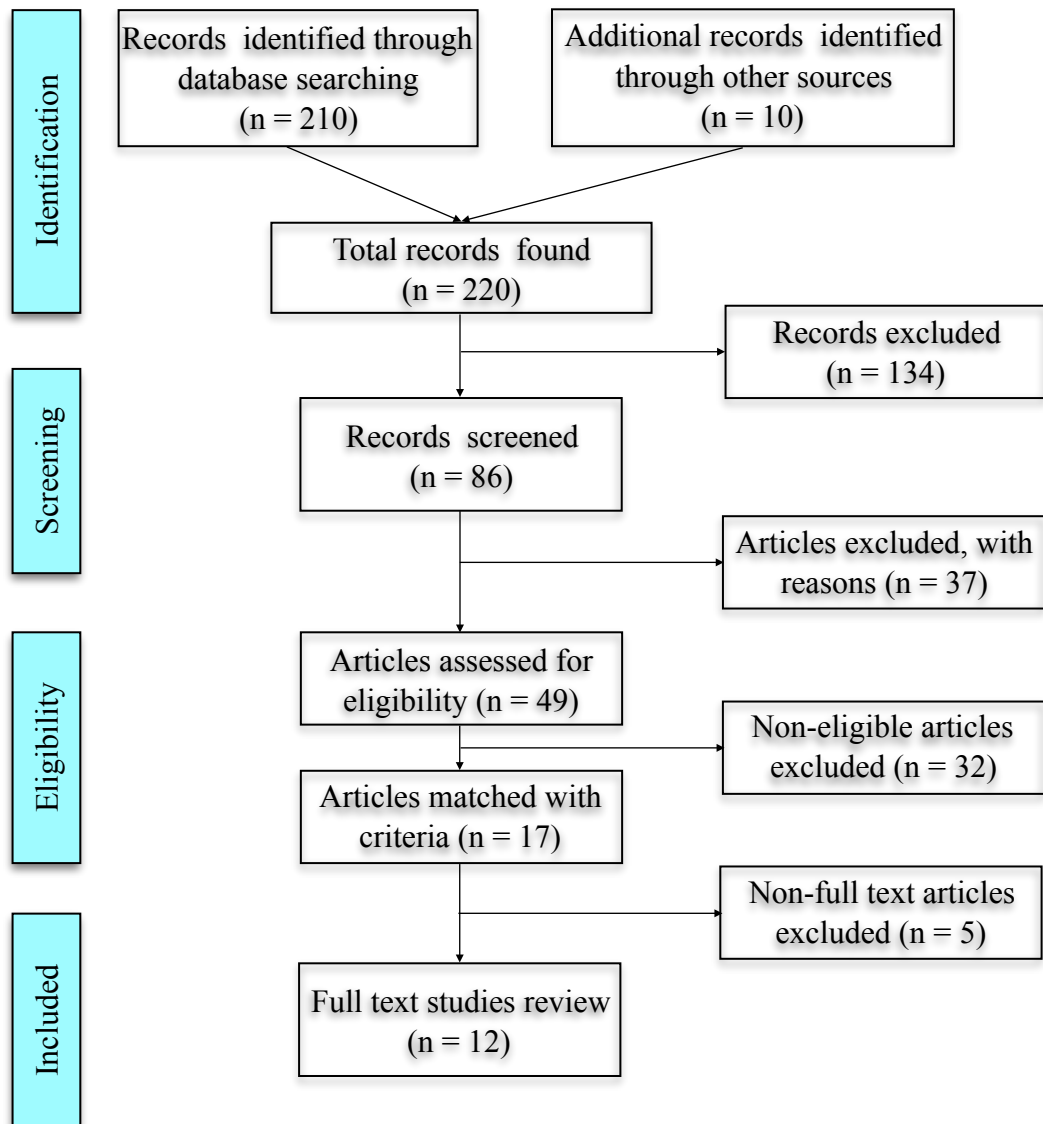 Identification
Records identified through
database searching
(n = 210)
Additional records identified
through other sources
(n = 10)
Total records found
(n = 220)
Records excluded
(n = 134)
Screening
Records screened
(n = 86)
Articles excluded, with
reasons (n = 37)
Eligibility
Articles assessed for
eligibility (n = 49)
Non-eligible articles
excluded (n = 32)
Articles matched with
criteria (n = 17)
Non-full text articles
excluded (n = 5)
Included
Full text studies review
(n = 12)